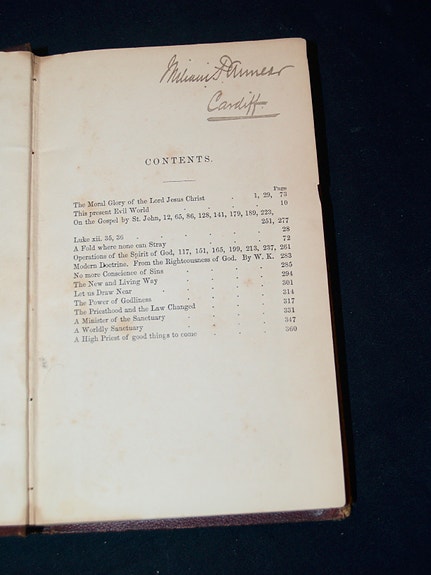 Cardiff.
CONTENTS.
Page
The Moral Glory of the Lord Jesus Christ . . 1, 29, 73
This present Evil World . . . . 10
On the Gospel by St. John, 12, 65, 86, 128, 141, 179, 189, 223,
251, 277
Luke xii. 35, 36 . . . . . 28
A Fold where none can Stray . . . . 72
Operations of the Spirit of God, 117, 151, 165, 199, 213, 237, 261
Modern Doctrine. From the Righteousness of God. By W. K. 283
No more Conscience of Sins . . . . 285
The New and Living Way . . . . 294
Let us Draw Near . . . . . 301
The Power of Godliness . . . . 314
The Priesthood and the Law Changed . . . 317
A Minister of the Sanctuary . . . . 331
A Worldly Sanctuary . . . . 347
A High Priest of good things to come . . . 360